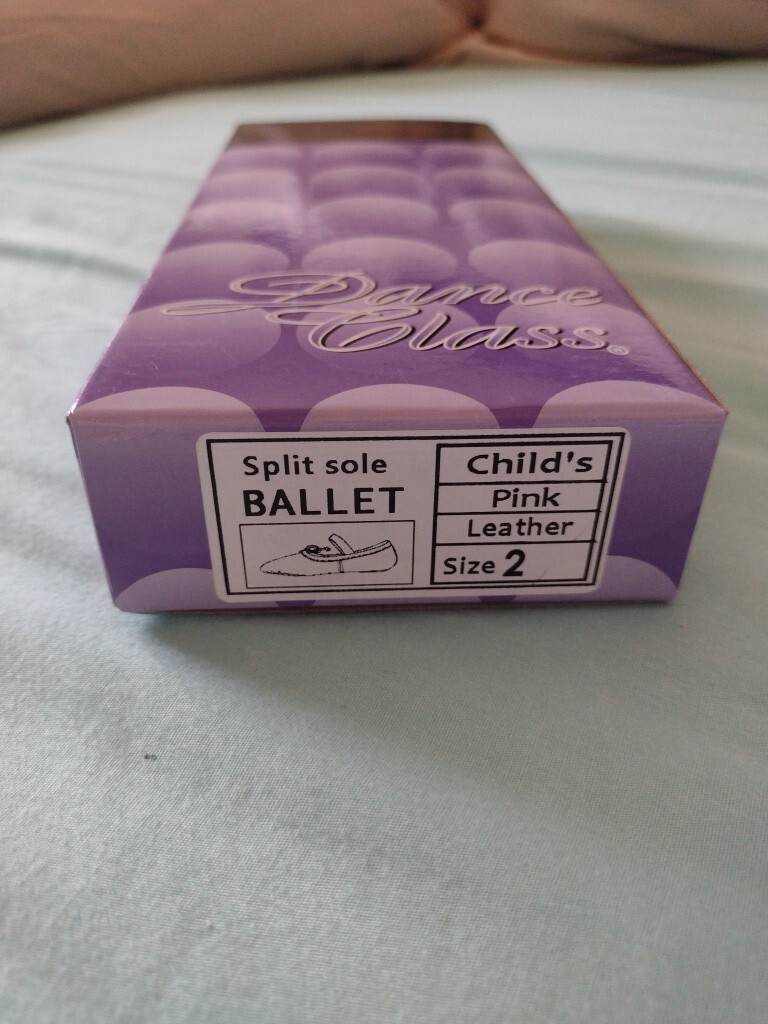 Dance
Class®
Split sole
BALLET
Child's
Pink
Leather
Size 2